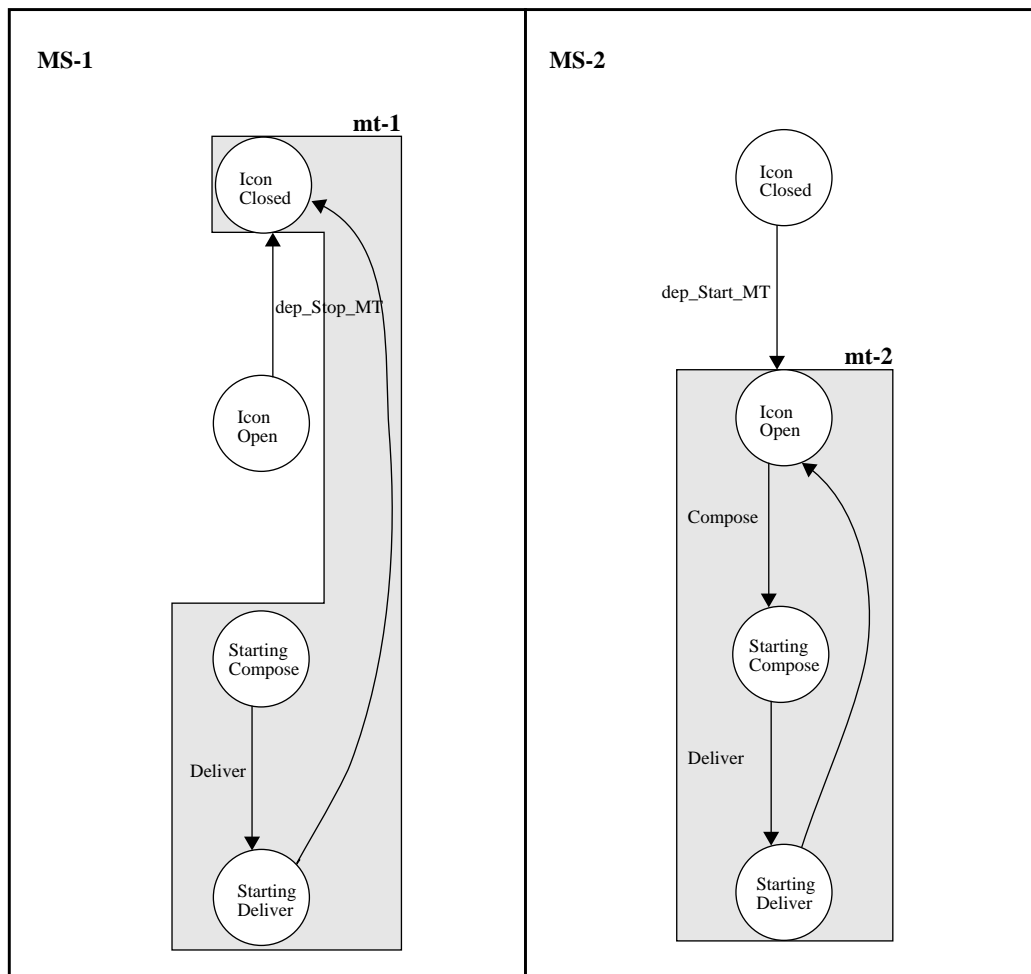 MS-1
mt-1
Icon
Closed
dep_Stop_MT
Icon
Open
Starting
Compose
Deliver
Starting
Deliver
MS-2
Icon
Closed
dep_Start_MT
mt-2
Icon
Open
Compose
Starting
Compose
Deliver
Starting
Deliver